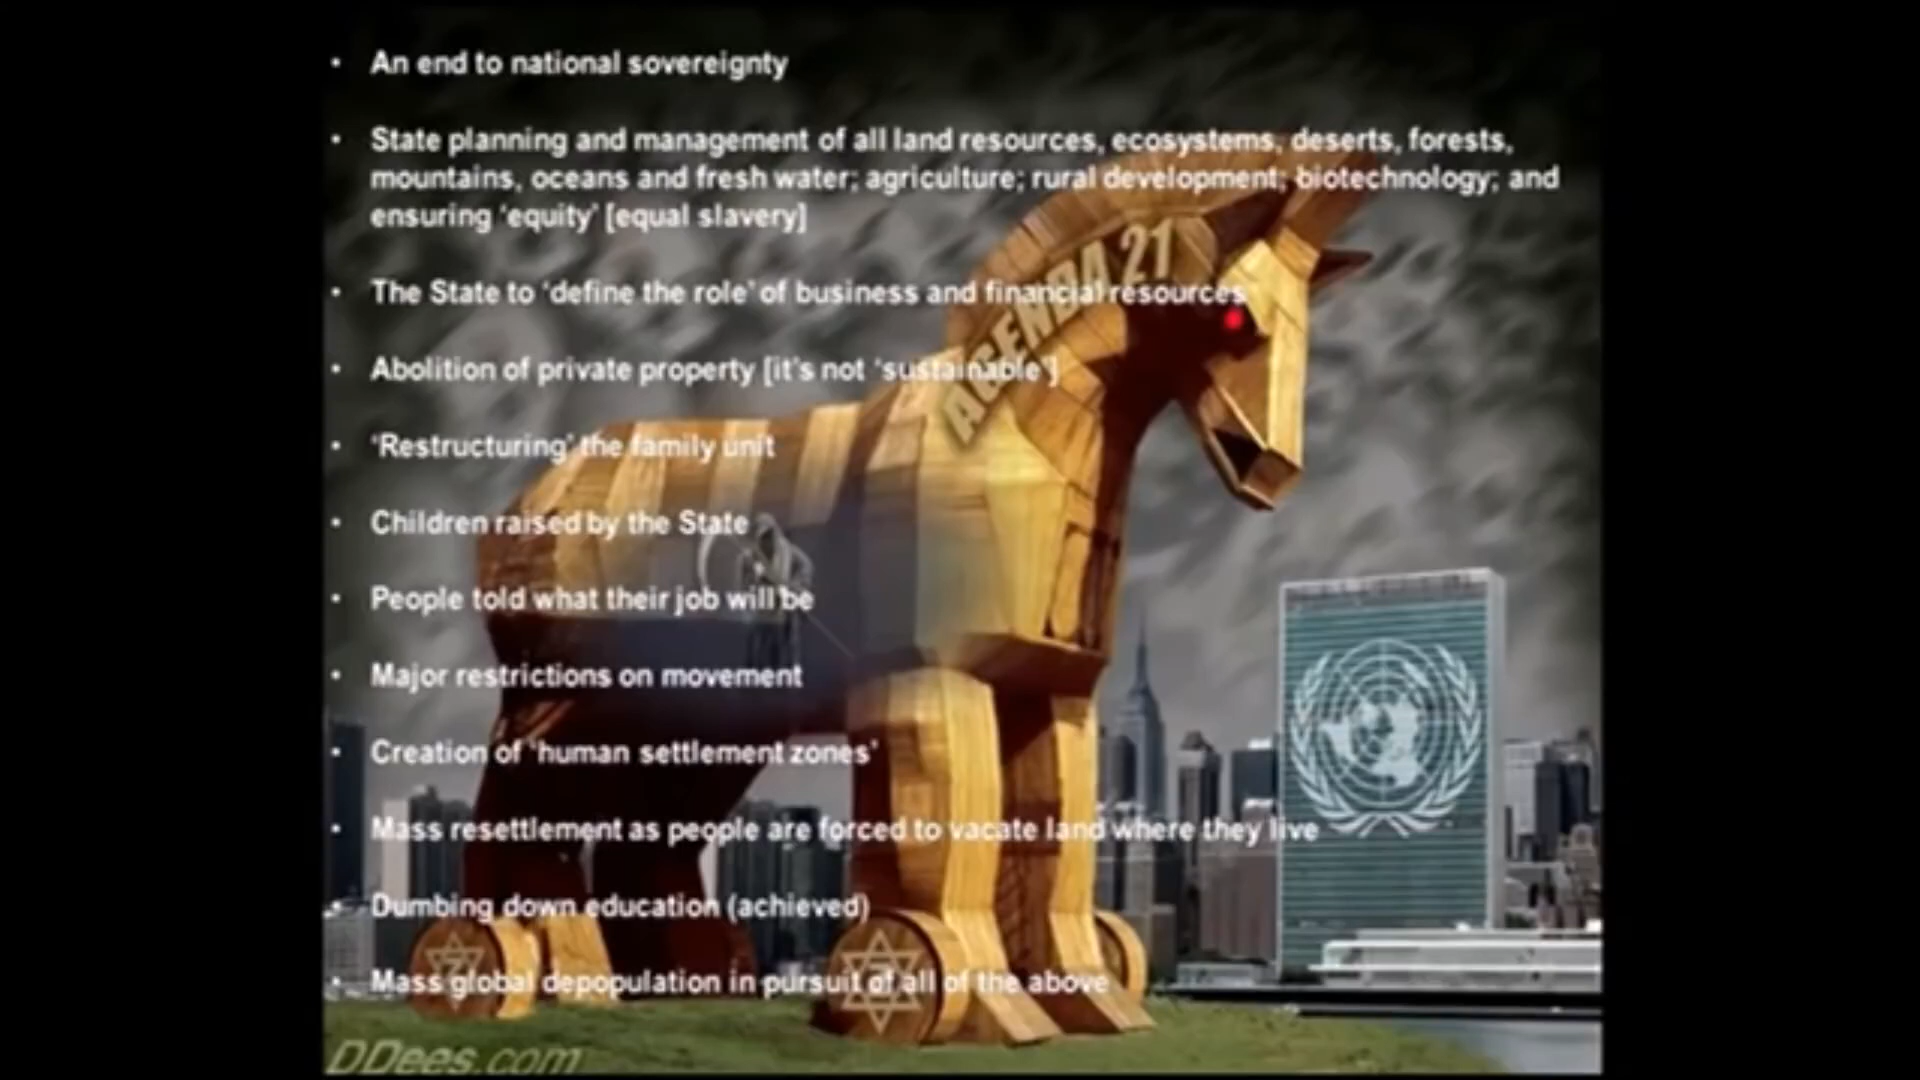 • An end to national sovereignty
• State planning and management of all land resources, ecosystems, deserts, forests,
mountains, oceans and fresh water; agriculture; rural development; biotechnology; and
ensuring ‘equity’ [equal slavery]
AGENDA 21
• The State to ‘define the role’ of business and financial resources
• Abolition of private property [it’s not ‘sustainable’]
• ‘Restructuring’ the family unit
• Children raised by the State
• People told what their job will be
• Major restrictions on movement
• Creation of ‘human settlement zones’
• Mass resettlement as people are forced to vacate land where they live
• Dumbing down education (achieved)
• Mass global depopulation in pursuit of all of the above
DDees.com